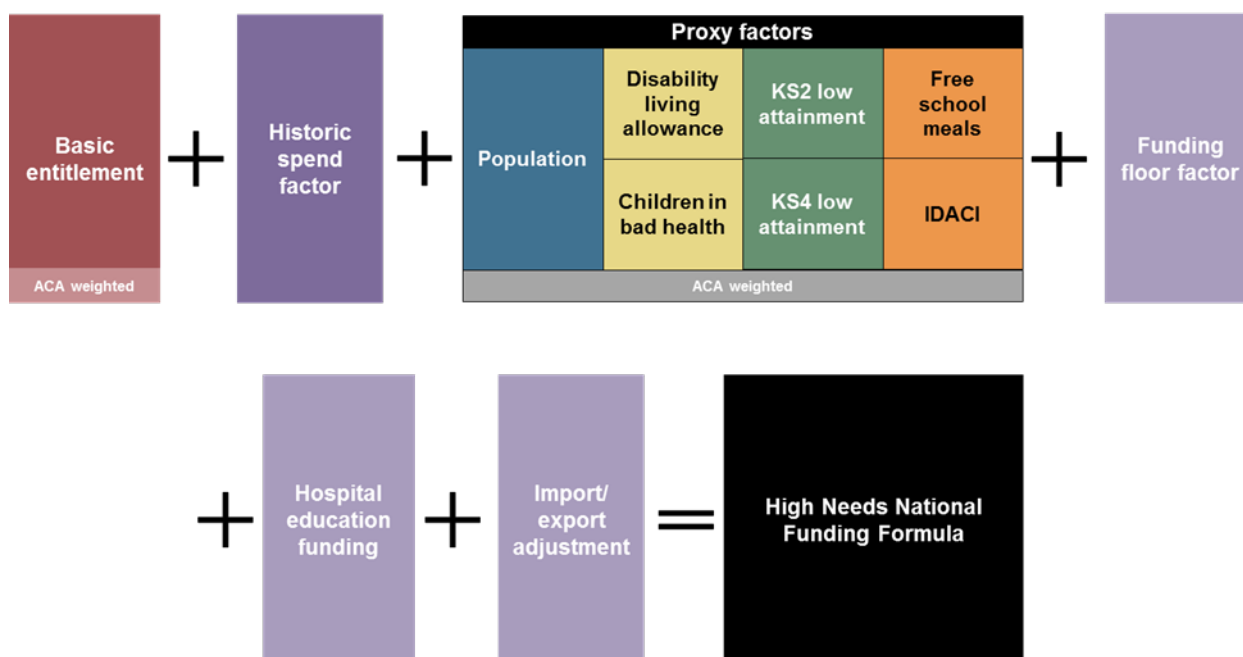 Basic
entitlement
ACA weighted
+
Historic
spend
factor
+
Proxy factors
Population
Disability
living
allowance
KS2 low
attainment
Free
school
meals
Children in
bad health
KS4 low
attainment
IDACI
ACA weighted
+
Funding
floor factor
+
Hospital
education
funding
+
Import/
export
adjustment
=
High Needs National
Funding Formula